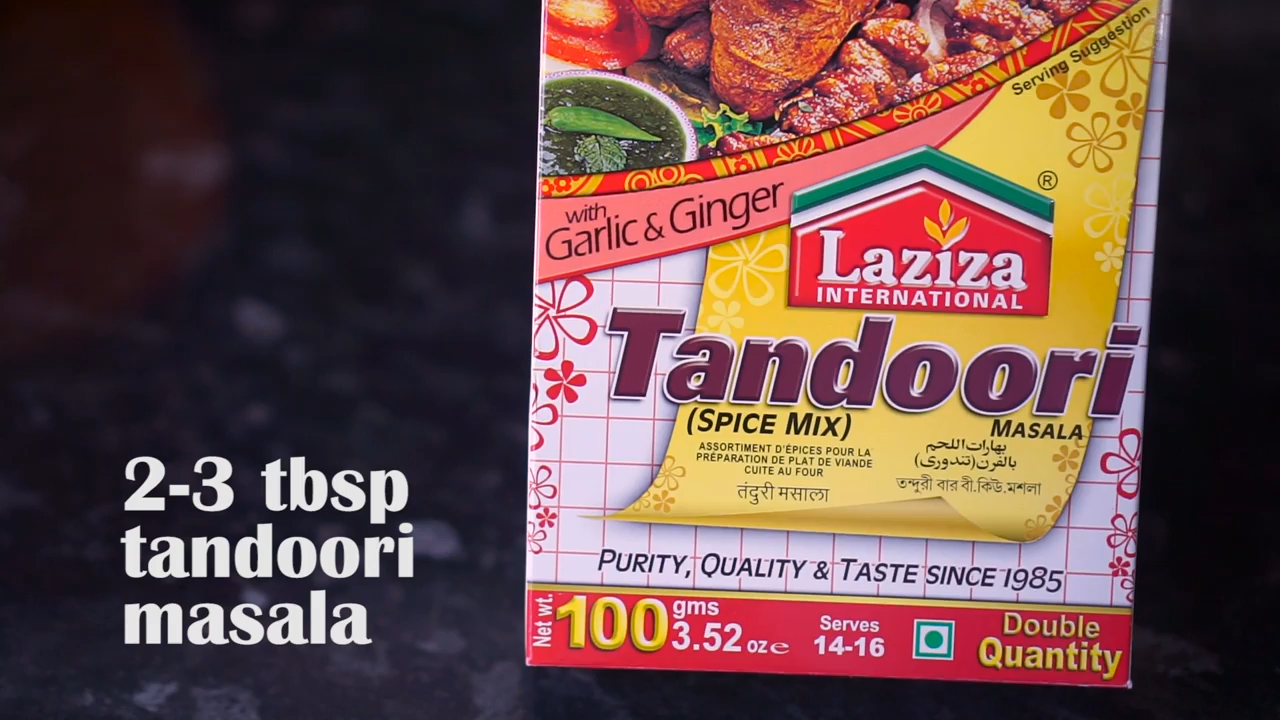 Serving Suggestion
with
Garlic & Ginger
®
Laziza
INTERNATIONAL
Tandoori
(SPICE MIX)
MASALA
ASSORTIMENT D'ÉPICES POUR LA
PRÉPARATION DE PLAT DE VIANDE
CUITE AU FOUR
بهارات اللحم
بالفرن(تندوری)
तंदुरी मसाला
তন্দুরী বার বী.কিউ.মশলা
PURITY, QUALITY & TASTE SINCE 1985
Net wt. 100 gms
3.52 oz e
Serves
14-16
Double
Quantity
2-3 tbsp
tandoori
masala